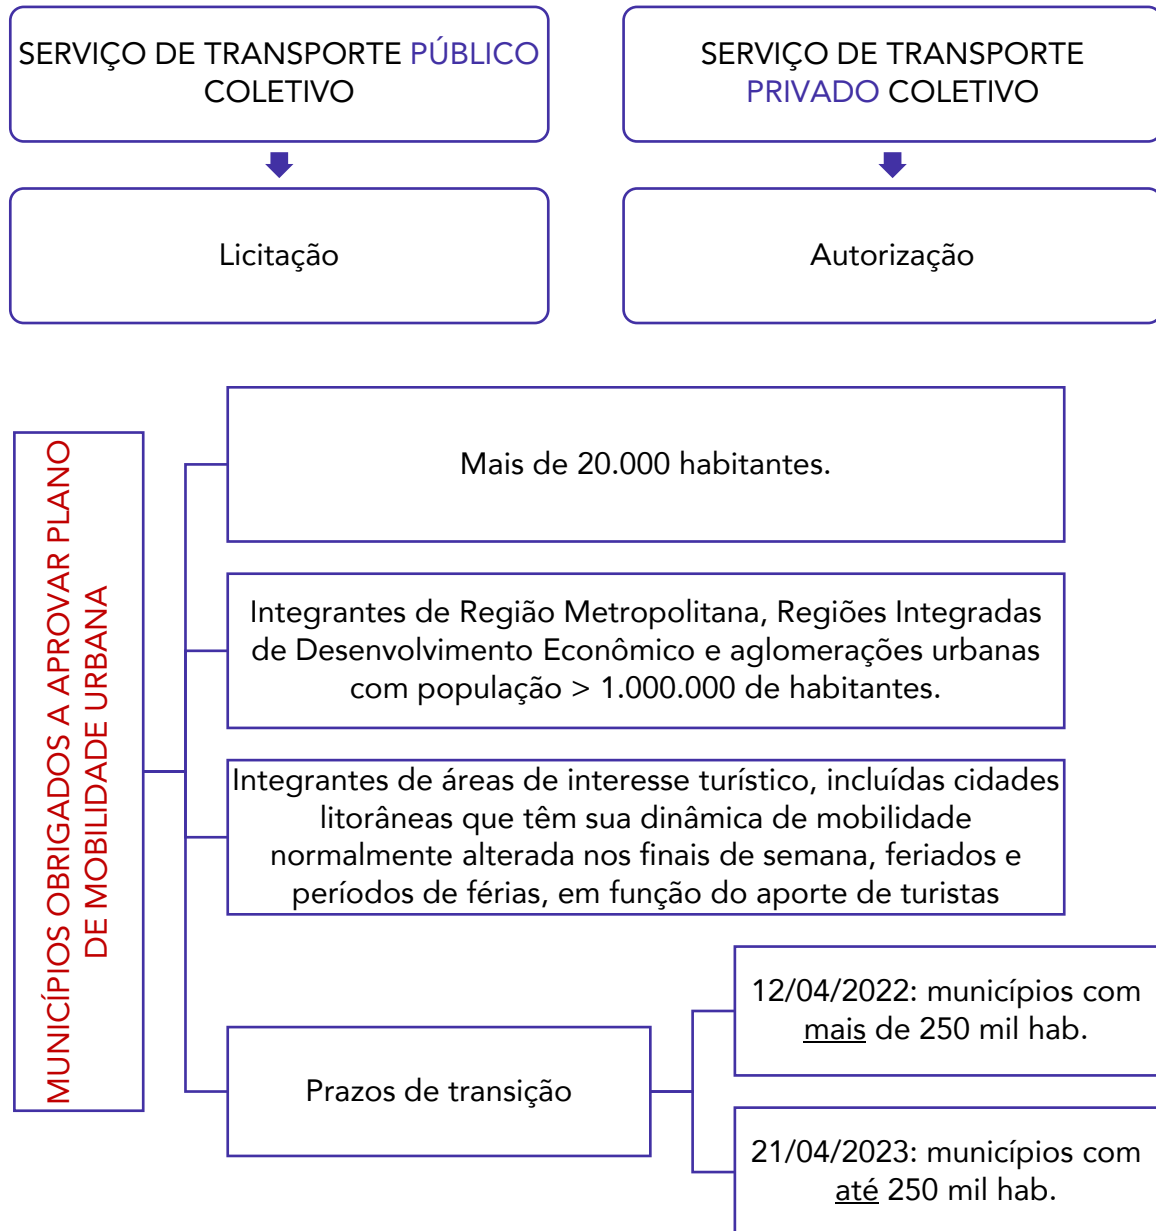 SERVIÇO DE TRANSPORTE PÚBLICO
COLETIVO
SERVIÇO DE TRANSPORTE
PRIVADO COLETIVO
Licitação
Autorização
MUNICÍPIOS OBRIGADOS A APROVAR PLANO
DE MOBILIDADE URBANA
Mais de 20.000 habitantes.
Integrantes de Região Metropolitana, Regiões Integradas
de Desenvolvimento Econômico e aglomerações urbanas
com população > 1.000.000 de habitantes.
Integrantes de áreas de interesse turístico, incluídas cidades
litorâneas que têm sua dinâmica de mobilidade
normalmente alterada nos finais de semana, feriados e
períodos de férias, em função do aporte de turistas
Prazos de transição
12/04/2022: municípios com
mais de 250 mil hab.
21/04/2023: municípios com
até 250 mil hab.